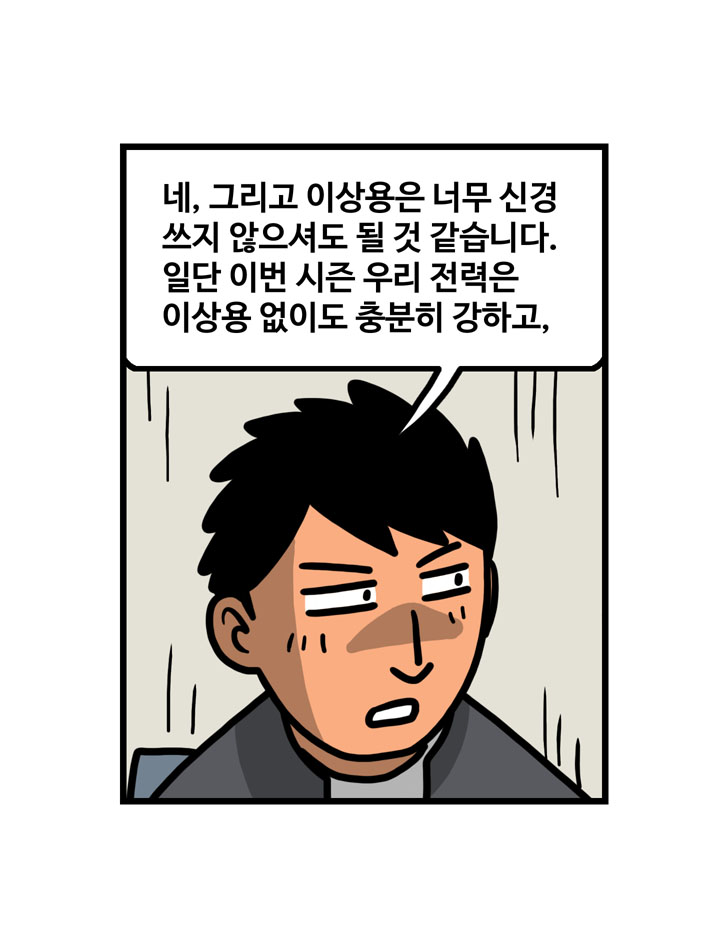 네, 그리고 이상용은 너무 신경
쓰지 않으셔도 될 것 같습니다.
일단 이번 시즌 우리 전력은
이상용 없이도 충분히 강하고,